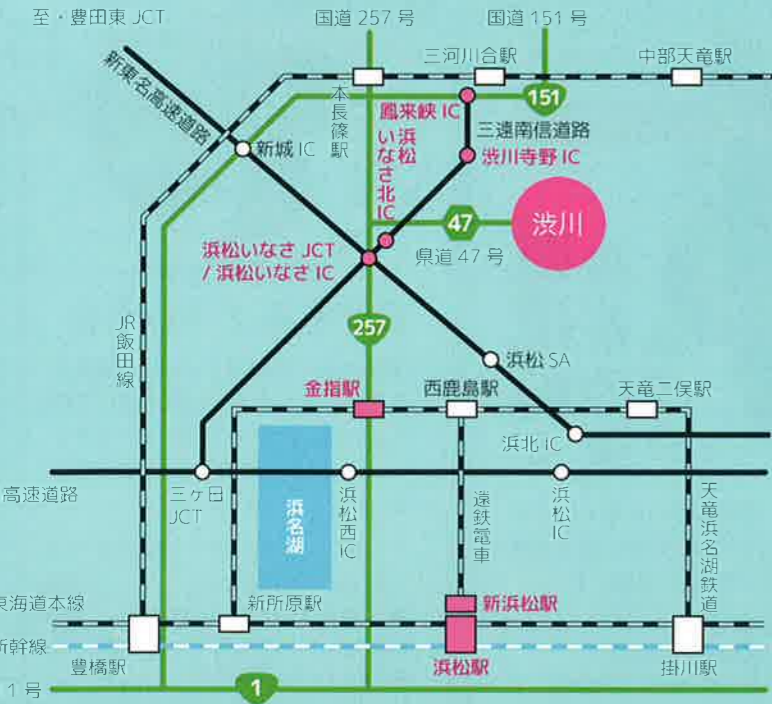 至・豊田東 JCT
国道 257 号
国道 151 号
三河川合駅
中部天竜駅
新東名高速道路
本長篠駅
151
鳳来峡 IC
三遠南信道路
新城 IC
浜松
いなさ北IC
渋川寺野 IC
47
渋川
浜松いなさ JCT
/ 浜松いなさ IC
県道 47 号
257
JR
飯田線
浜松 SA
金指駅
西鹿島駅
天竜二俣駅
浜北 IC
高速道路
三ヶ日
JCT
浜名湖
浜松西IC
遠鉄電車
浜松IC
天竜浜名湖鉄道
東海道本線
新所原駅
新浜松駅
新幹線
豊橋駅
浜松駅
掛川駅
1 号
1